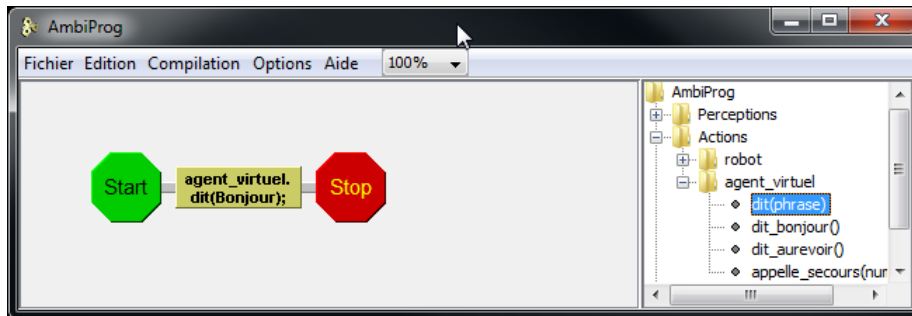 AmbiProg
Fichier Edition Compilation Options Aide 100%
Start
agent_virtuel.
dit(Bonjour);
Stop
AmbiProg
Perceptions
Actions
robot
agent_virtuel
dit(phrase)
dit_bonjour()
dit_aurevoir()
appelle_secours(nur